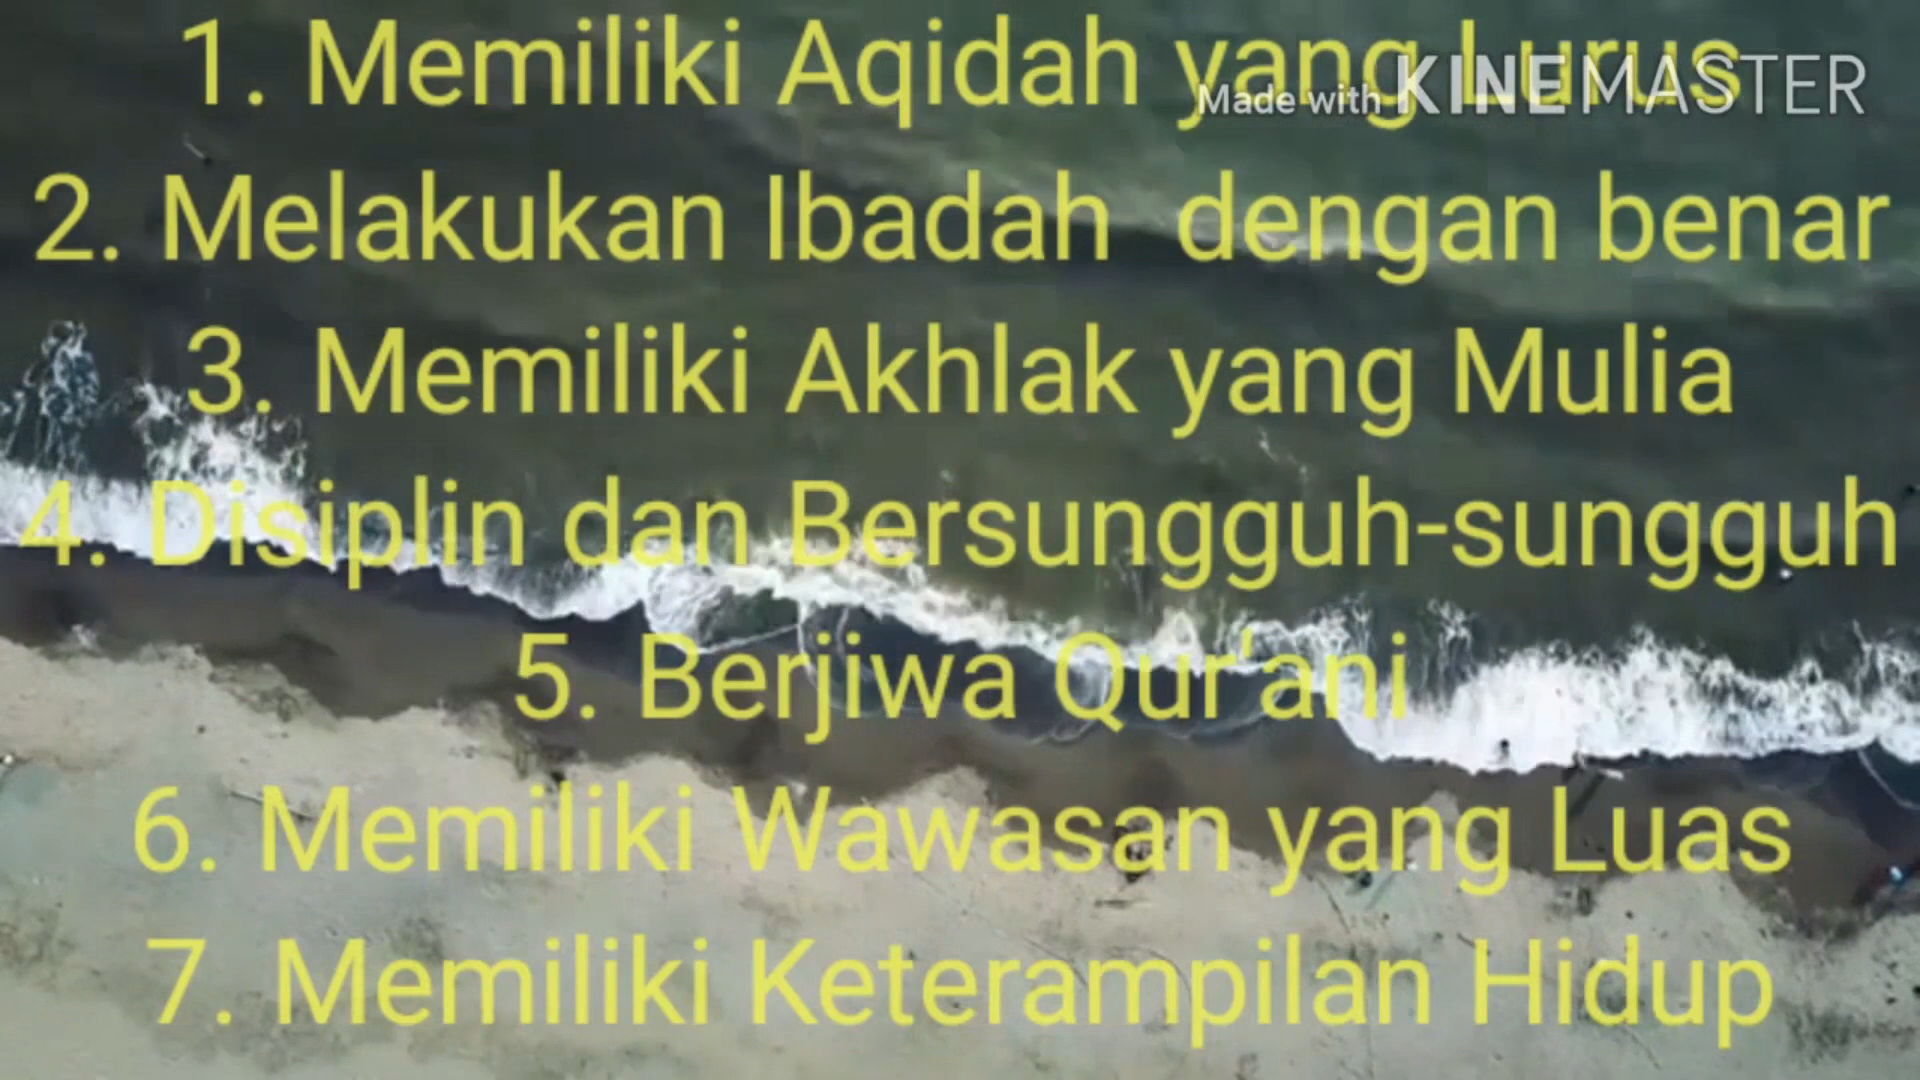 1. Memiliki Aqidah yang Lurus
Made with KINEMASTER
2. Melakukan Ibadah dengan benar
3. Memiliki Akhlak yang Mulia
4. Disiplin dan Bersungguh-sungguh
5. Berjiwa Qur'ani
6. Memiliki Wawasan yang Luas
7. Memiliki Keterampilan Hidup